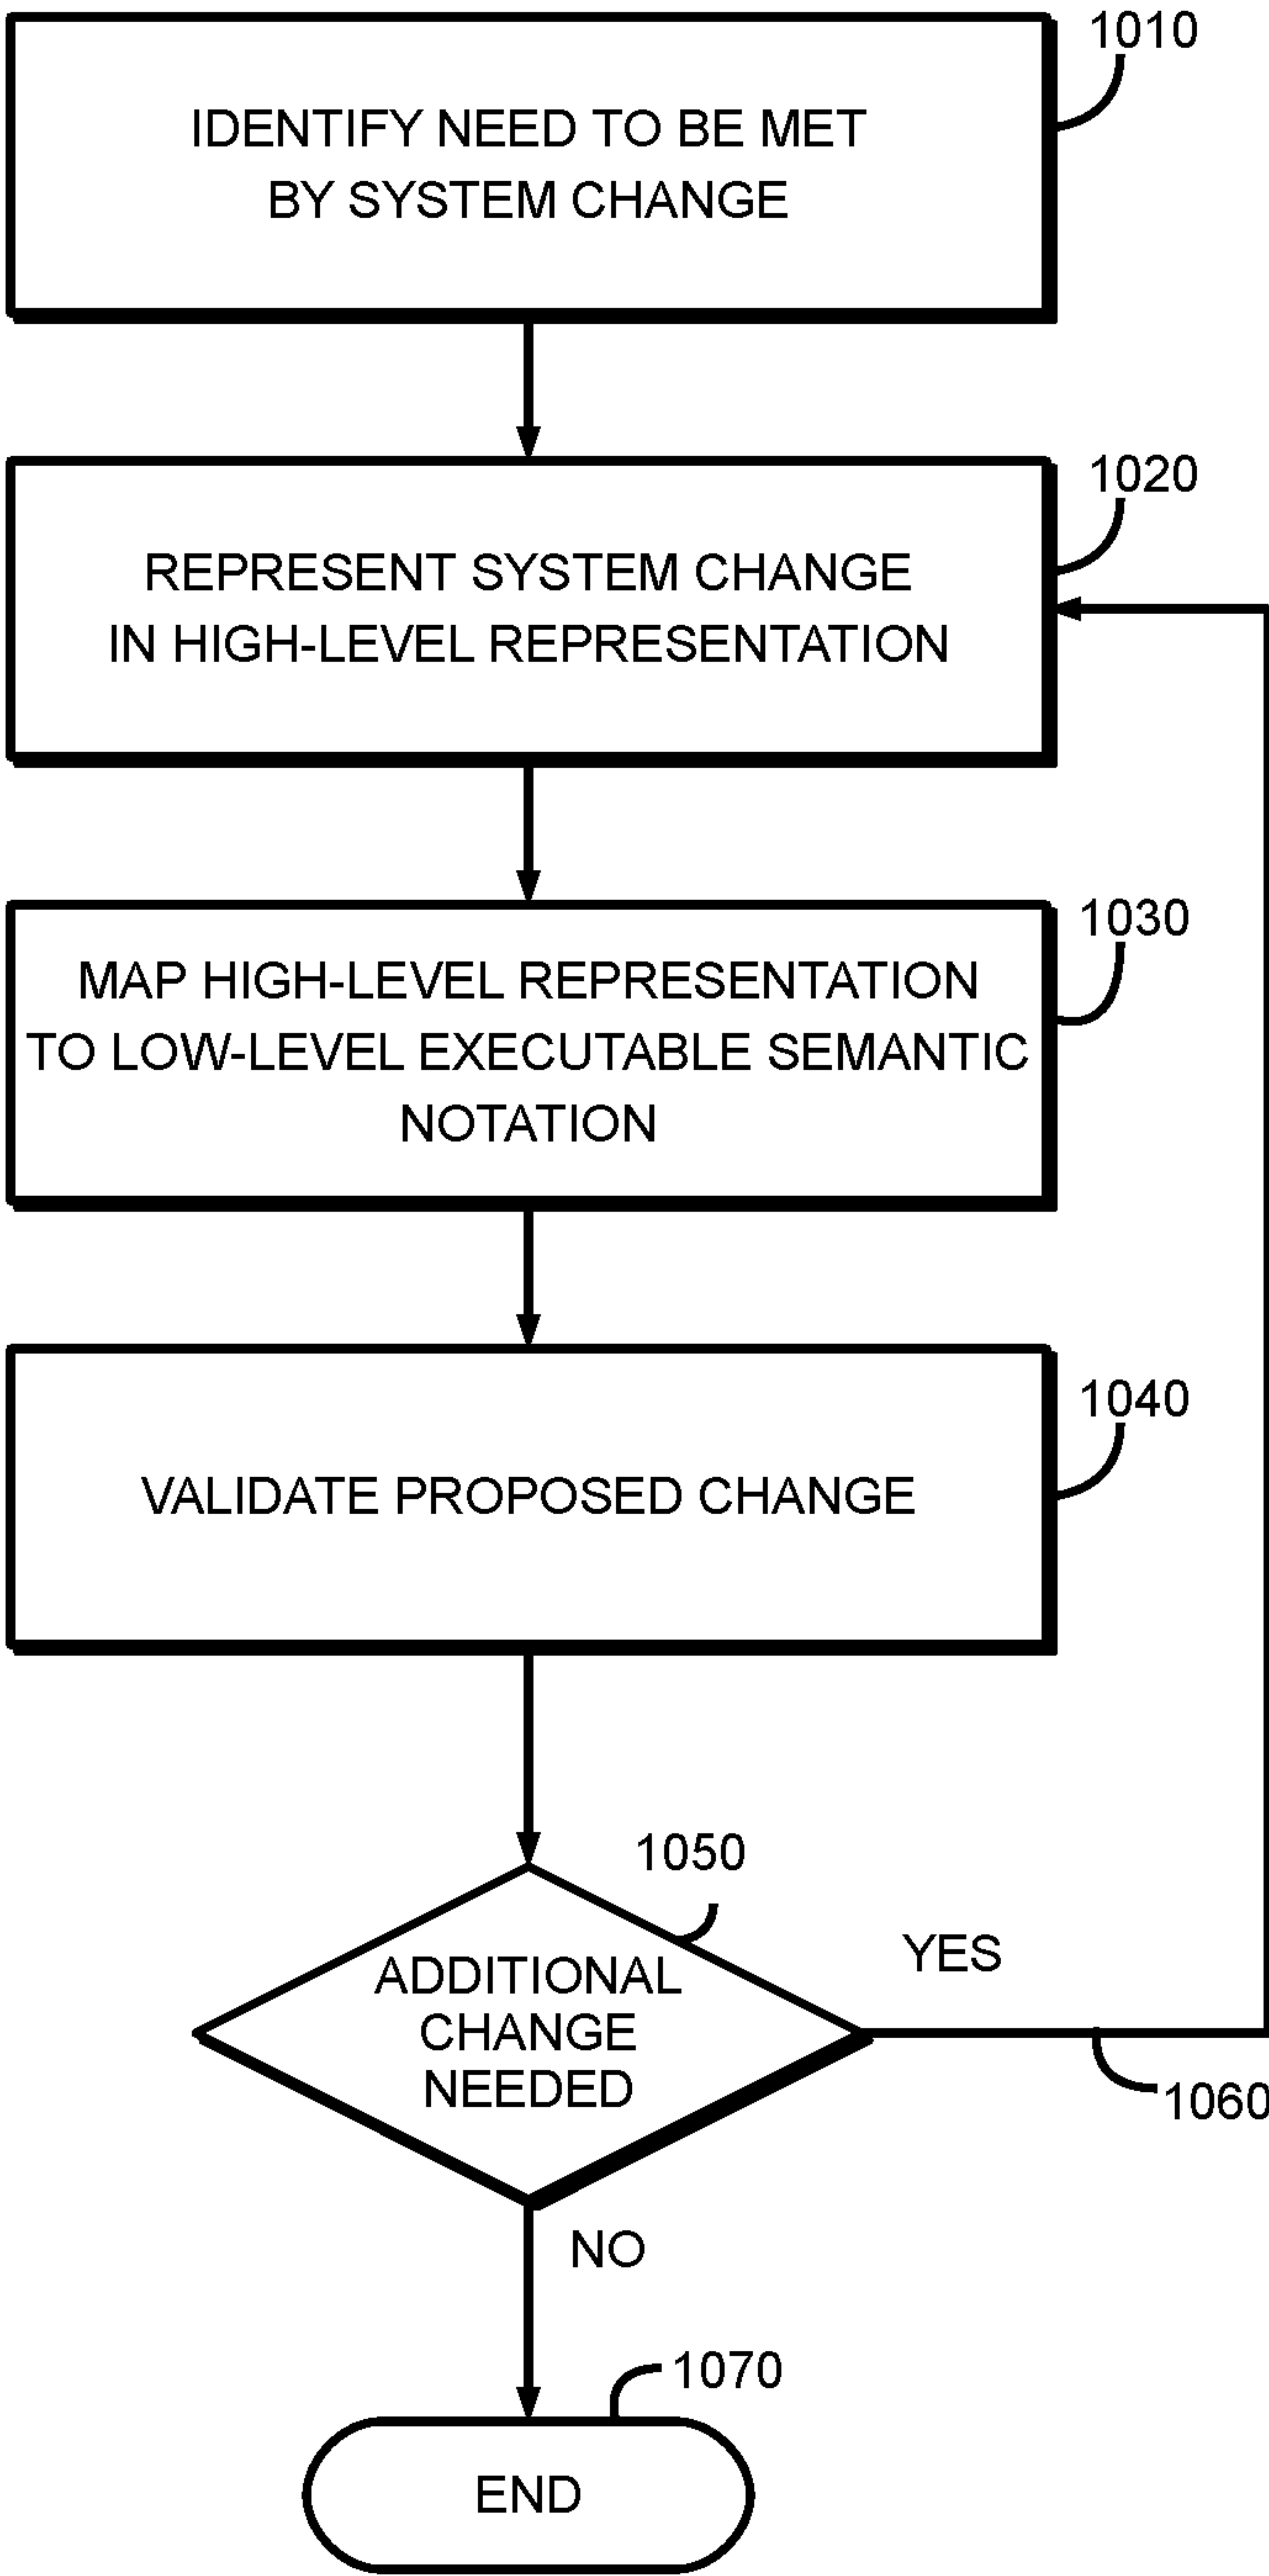 1010
IDENTIFY NEED TO BE MET
BY SYSTEM CHANGE
1020
REPRESENT SYSTEM CHANGE
IN HIGH-LEVEL REPRESENTATION
1030
MAP HIGH-LEVEL REPRESENTATION
TO LOW-LEVEL EXECUTABLE SEMANTIC
NOTATION
1040
VALIDATE PROPOSED CHANGE
1050
ADDITIONAL
CHANGE
NEEDED
YES
1060
NO
1070
END